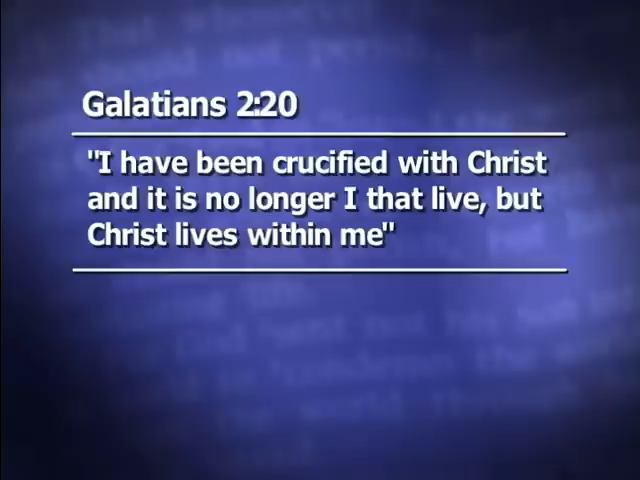 Galatians 2:20
"I have been crucified with Christ
and it is no longer I that live, but
Christ lives within me"